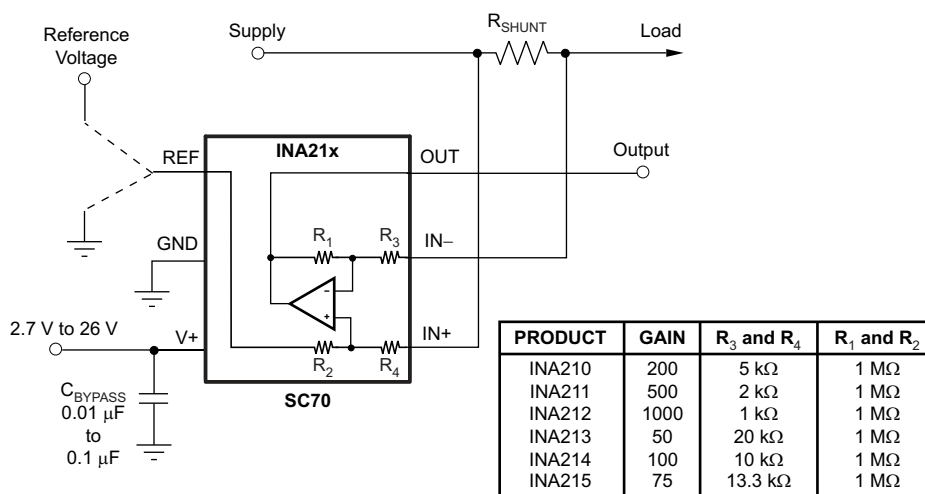 Reference
Voltage
Supply
R_SHUNT
Load
REF
INA21x
OUT
Output
GND
R₁
R₃
IN−
-
+
2.7 V to 26 V
V+
R₂
R₄
IN+
SC70
C_BYPASS
0.01 μF
to
0.1 μF
PRODUCT GAIN R₃ and R₄ R₁ and R₂
INA210 200 5 kΩ 1 MΩ
INA211 500 2 kΩ 1 MΩ
INA212 1000 1 kΩ 1 MΩ
INA213 50 20 kΩ 1 MΩ
INA214 100 10 kΩ 1 MΩ
INA215 75 13.3 kΩ 1 MΩ